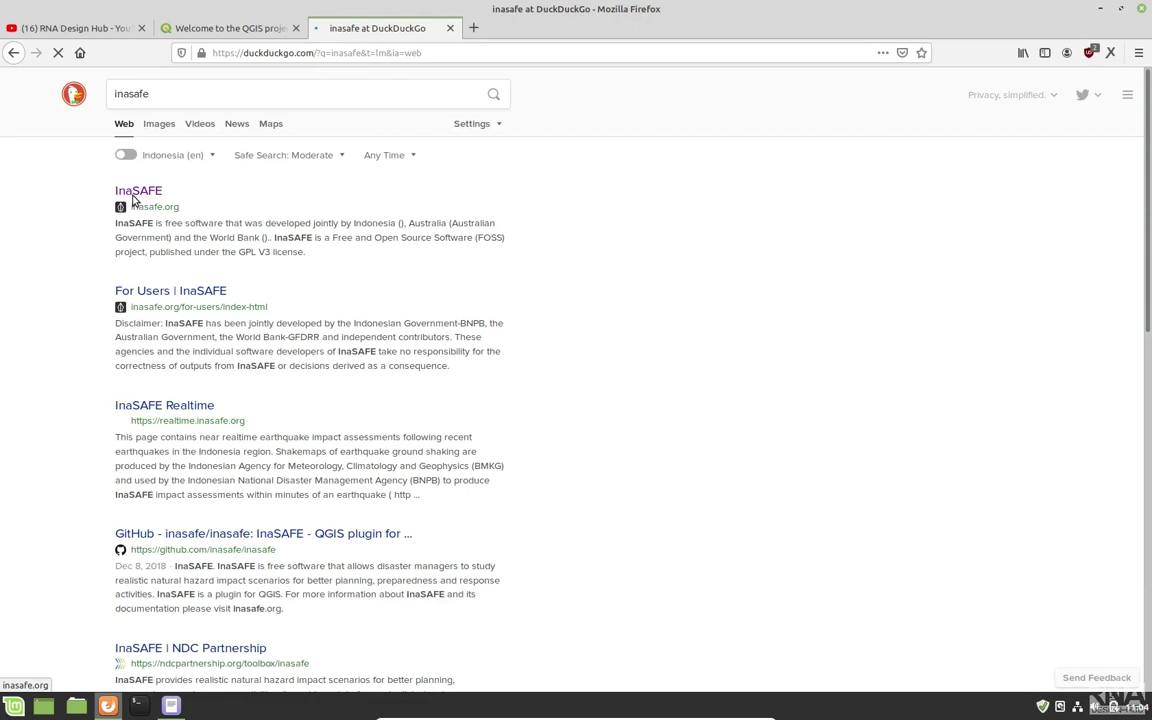 inasafe at DuckDuckGo - Mozilla Firefox
(16) RNA Design Hub - You
Welcome to the QGIS proje
inasafe at DuckDuckGo
https://duckduckgo.com/?q=inasafe&t=lm&ia=web
2
inasafe
Privacy, simplified.
Web Images Videos News Maps Settings
Indonesia (en) Safe Search: Moderate Any Time
InaSAFE
inasafe.org
InaSAFE is free software that was developed jointly by Indonesia (), Australia (Australian
Government) and the World Bank ().. InaSAFE is a Free and Open Source Software (FOSS)
project, published under the GPL V3 license.
For Users | InaSAFE
inasafe.org/for-users/index-html
Disclaimer: InaSAFE has been jointly developed by the Indonesian Government-BNPB, the
Australian Government, the World Bank-GFDRR and independent contributors. These
agencies and the individual software developers of InaSAFE take no responsibility for the
correctness of outputs from InaSAFE or decisions derived as a consequence.
InaSAFE Realtime
https://realtime.inasafe.org
This page contains near realtime earthquake impact assessments following recent
earthquakes in the Indonesia region. Shakemaps of earthquake ground shaking are
produced by the Indonesian Agency for Meteorology, Climatology and Geophysics (BMKG)
and used by the Indonesian National Disaster Management Agency (BNPB) to produce
InaSAFE impact assessments within minutes of an earthquake ( http ...
GitHub - inasafe/inasafe: InaSAFE - QGIS plugin for ...
https://github.com/inasafe/inasafe
Dec 8, 2018 · InaSAFE. InaSAFE is free software that allows disaster managers to study
realistic natural hazard impact scenarios for better planning, preparedness and response
activities. InaSAFE is a plugin for QGIS. For more information about InaSAFE and its
documentation please visit inasafe.org.
InaSAFE | NDC Partnership
https://ndcpartnership.org/toolbox/inasafe
InaSAFE provides realistic natural hazard impact scenarios for better planning,
Send Feedback
inasafe.org
RNA
11:04